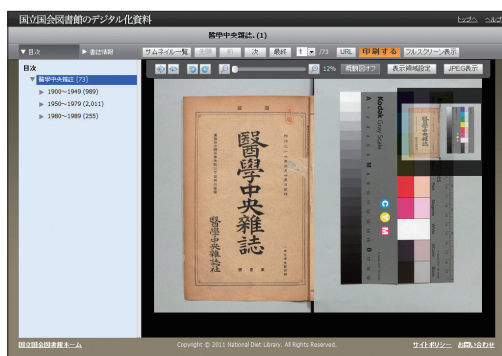 国立国会図書館のデジタル化資料
トップへ ヘルプ
醫學中央雜誌. (1)
▼目次 ▶書誌情報 サムネイル一覧 先頭 前 次 最終 1 /73 URL 印刷する フルスクリーン表示
目次
▼ 醫學中央雜誌 [73]
▶ 1900~1949 (989)
▶ 1950~1979 (2,011)
▶ 1980~1989 (255)
12% 概観図オフ 表示領域設定 JPEG表示
醫學中央雜誌
醫學中央雜誌社
Kodak Gray Scale
A
M
B
C Y M
国立国会図書館ホーム Copyright © 2011 National Diet Library. All Rights Reserved. サイトポリシー お問い合わせ